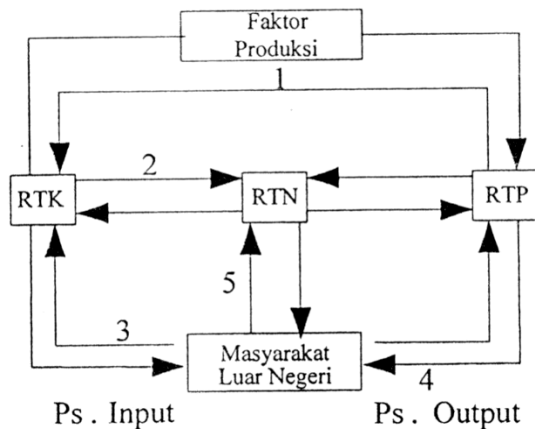 Faktor
Produksi
1
2
RTK
RTN
RTP
5
3
Masyarakat
Luar Negeri
4
Ps . Input
Ps . Output